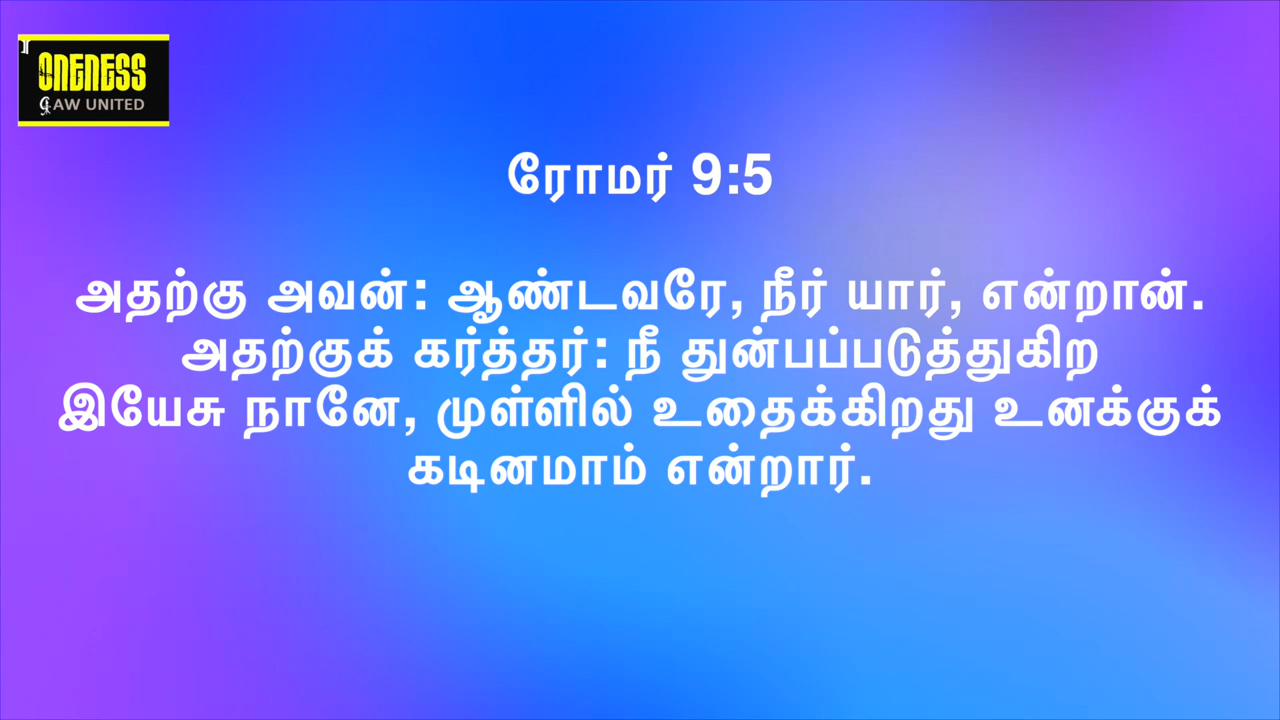 ONENESS
GAW UNITED
ரோமர் 9:5
அதற்கு அவன்: ஆண்டவரே, நீர் யார், என்றான்.
அதற்குக் கர்த்தர்: நீ துன்பப்படுத்துகிற
இயேசு நானே, முள்ளில் உதைக்கிறது உனக்குக்
கடினமாம் என்றார்.